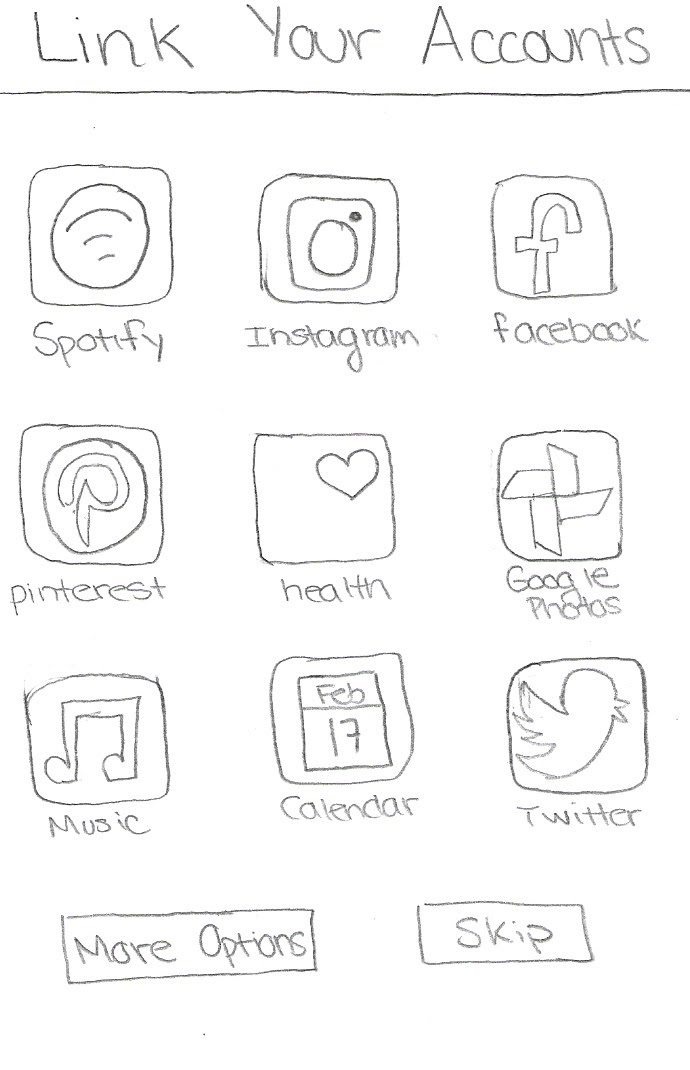 Link Your Accounts
Spotify Instagram facebook
pinterest health Google
Photos
Feb
17
Music Calendar Twitter
More Options Skip